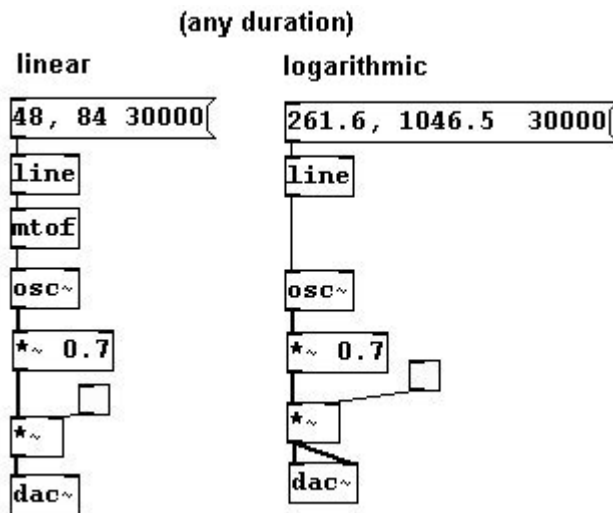 (any duration)
linear
logarithmic
48, 84 30000
261.6, 1046.5 30000
line
line
mtof
osc~
osc~
*~ 0.7
*~ 0.7
*~
*~
dac~
dac~